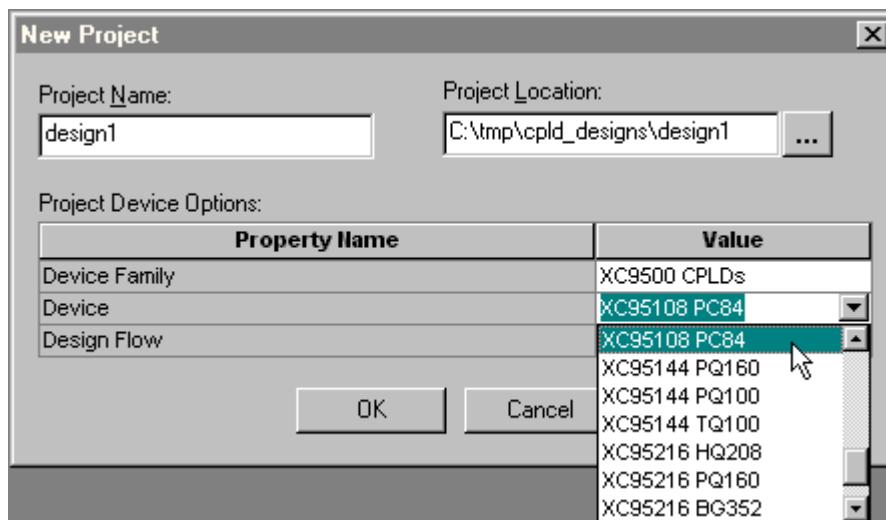 New Project
Project Name:
Project Location:
design1
C:\tmp\cpld_designs\design1
...
Project Device Options:
Property Name
Value
Device Family
XC9500 CPLDs
Device
XC95108 PC84
Design Flow
XC95108 PC84
XC95144 PQ160
XC95144 PQ100
OK
Cancel
XC95144 TQ100
XC95216 HQ208
XC95216 PQ160
XC95216 BG352